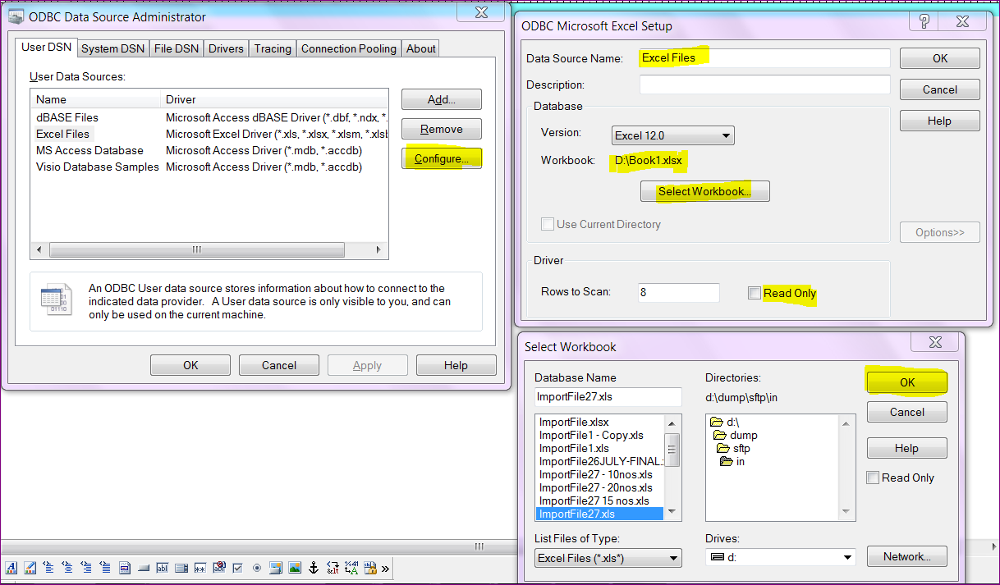 ODBC Data Source Administrator
User DSN System DSN File DSN Drivers Tracing Connection Pooling About
User Data Sources:
Name Driver
dBASE Files Microsoft Access dBASE Driver (*.dbf, *.ndx, *.
Excel Files Microsoft Excel Driver (*.xls, *.xlsx, *.xlsm, *.xlsb
MS Access Database Microsoft Access Driver (*.mdb, *.accdb)
Visio Database Samples Microsoft Access Driver (*.mdb, *.accdb)
Add...
Remove
Configure...
An ODBC User data source stores information about how to connect to the
indicated data provider. A User data source is only visible to you, and can
only be used on the current machine.
OK Cancel Apply Help
ODBC Microsoft Excel Setup
Data Source Name: Excel Files
Description:
Database
Version: Excel 12.0
Workbook: D:\Book1.xlsx
Select Workbook...
Use Current Directory
Driver
Rows to Scan: 8 Read Only
OK
Cancel
Help
Options>>
Select Workbook
Database Name
ImportFile27.xls
ImportFile.xlsx
ImportFile1 - Copy.xls
ImportFile1.xls
ImportFile26JULY-FINAL.
ImportFile27 - 10nos.xls
ImportFile27 - 20nos.xls
ImportFile27 15 nos.xls
ImportFile27.xls
List Files of Type:
Excel Files (*.xls*)
Directories:
d:\dump\sftp\in
d:\
dump
sftp
in
Drives:
d:
OK
Cancel
Help
Read Only
Network...